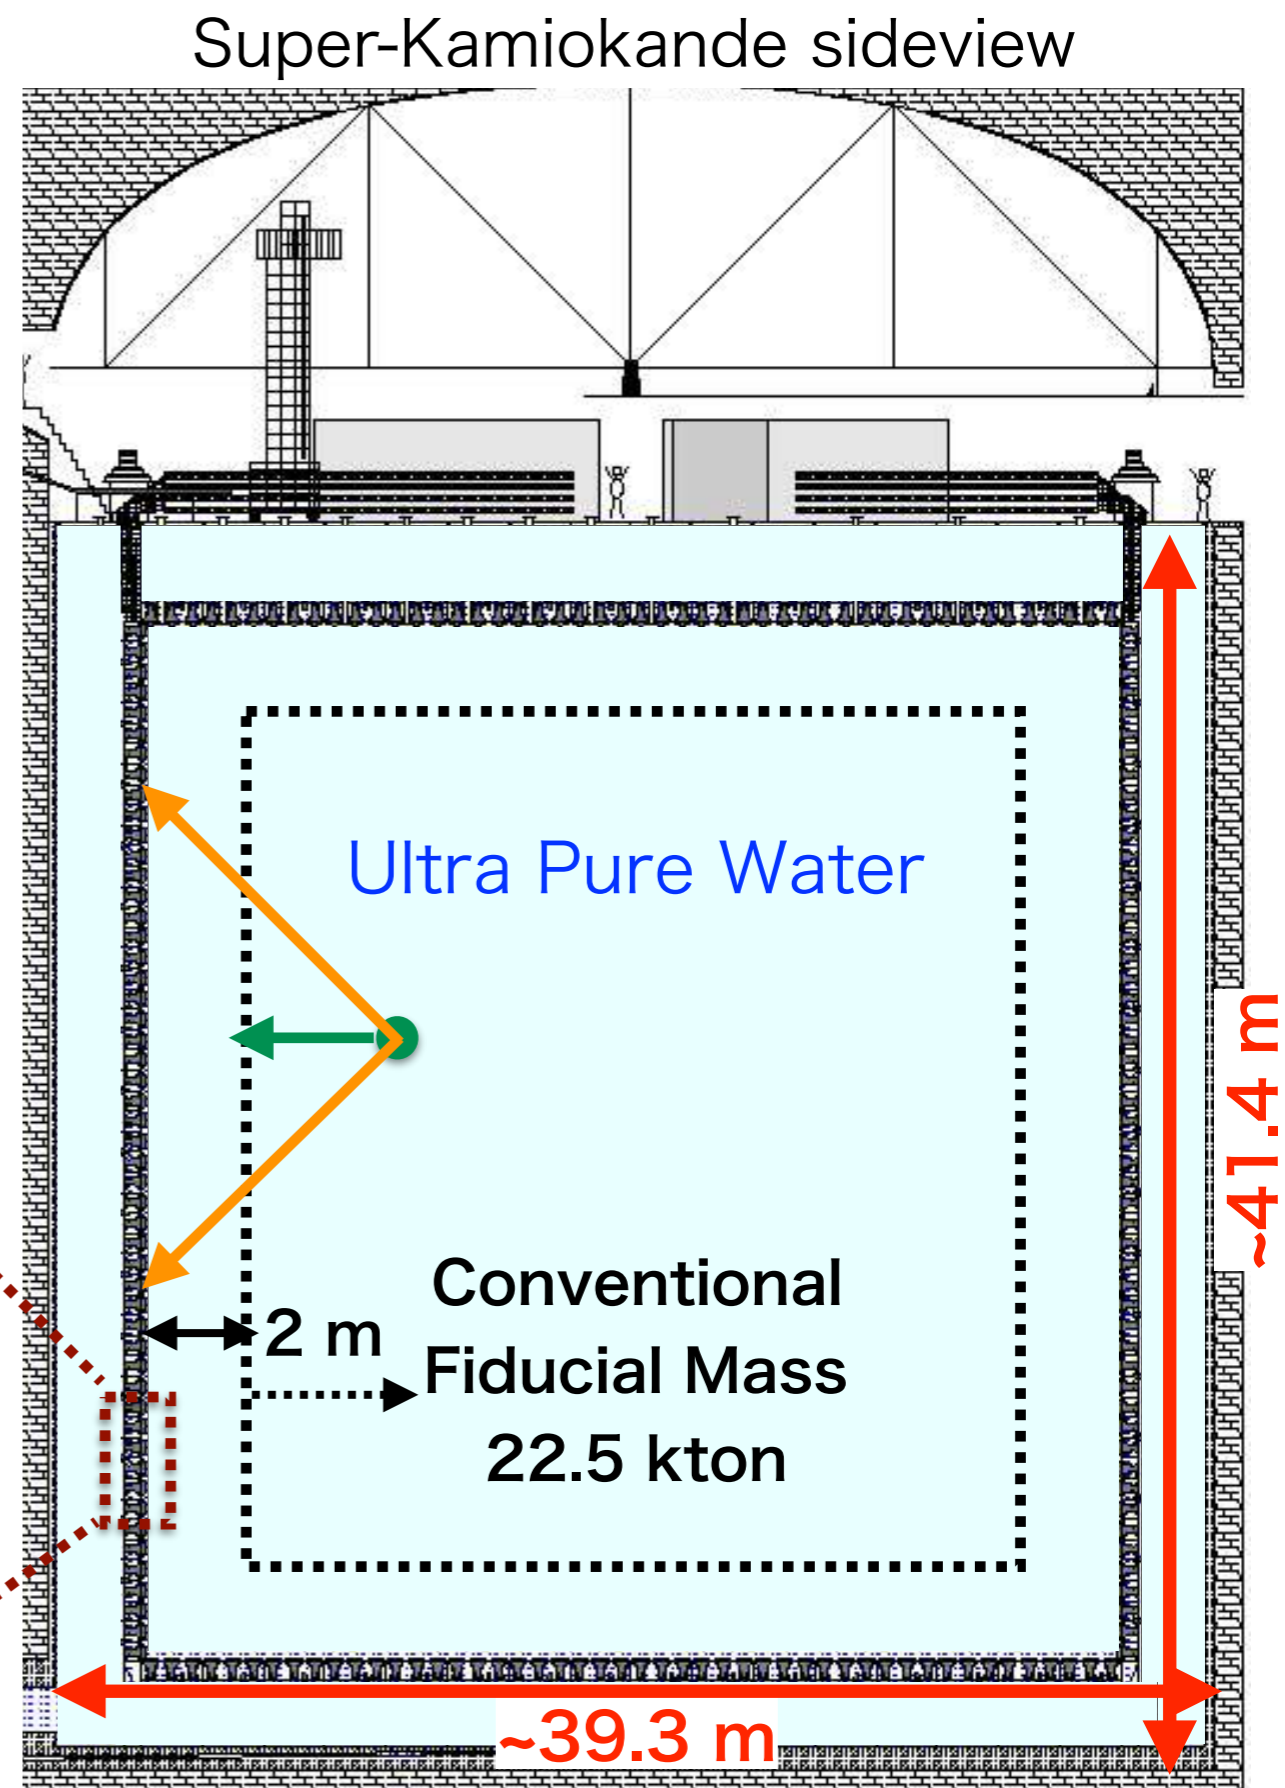 Super-Kamiokande sideview
Ultra Pure Water
~41.4 m
Conventional
2 m
Fiducial Mass
22.5 kton
~39.3 m